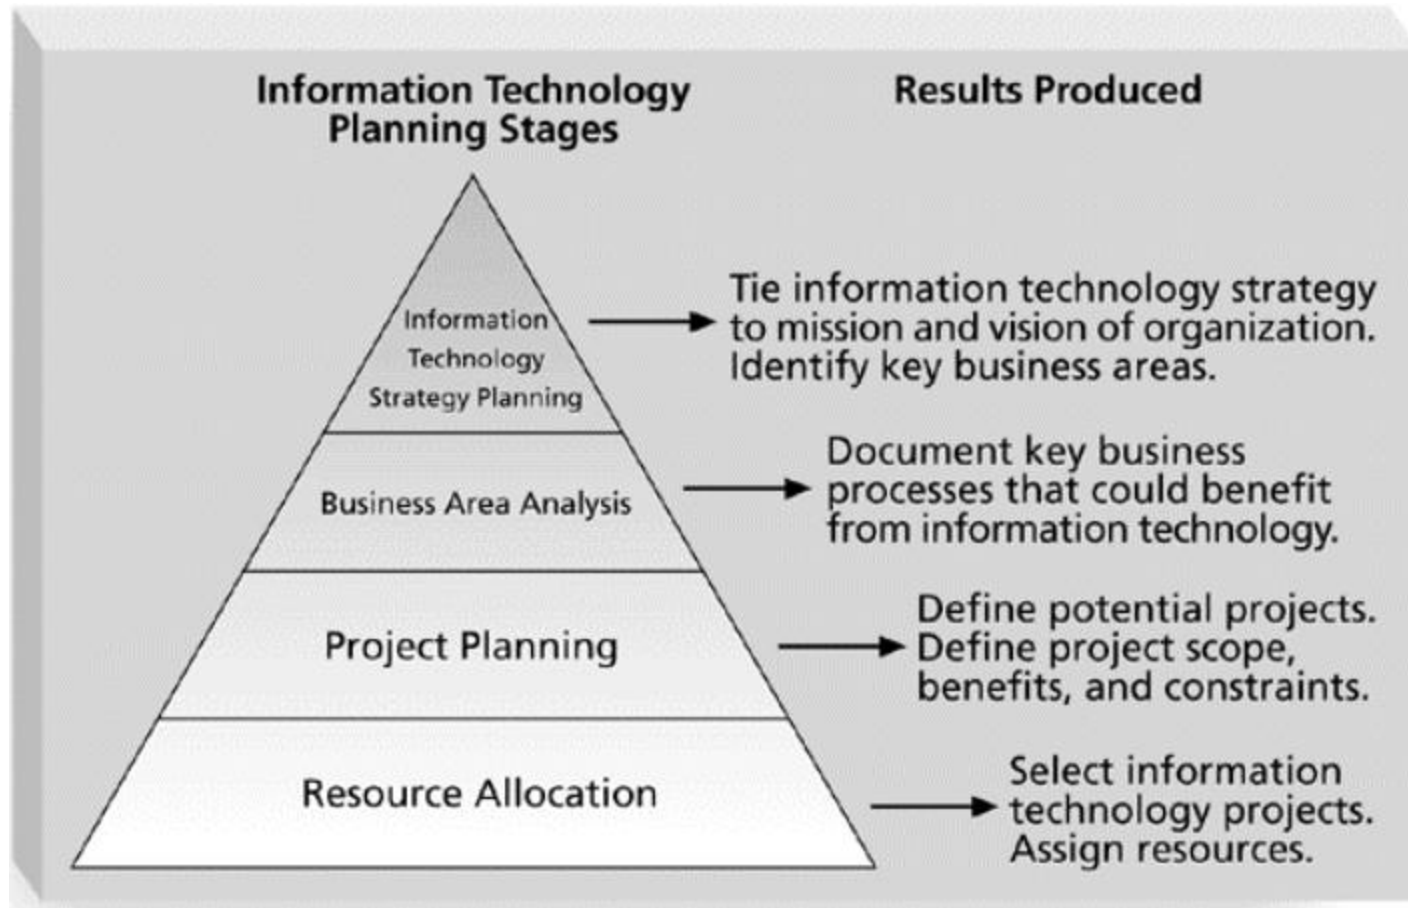 Information Technology
Planning Stages
Results Produced
Information
Technology
Strategy Planning
Tie information technology strategy
to mission and vision of organization.
Identify key business areas.
Business Area Analysis
Document key business
processes that could benefit
from information technology.
Project Planning
Define potential projects.
Define project scope,
benefits, and constraints.
Resource Allocation
Select information
technology projects.
Assign resources.